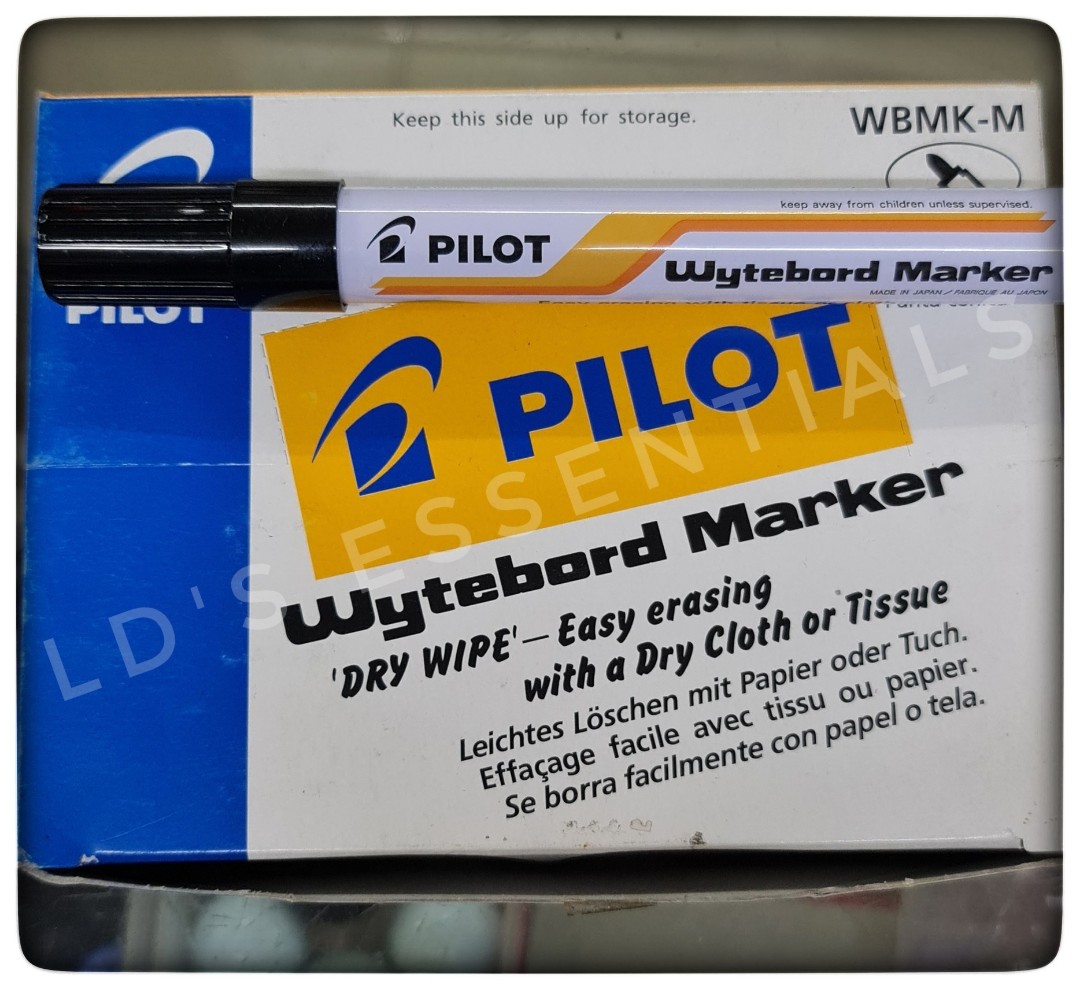 Keep this side up for storage.
WBMK-M
keep away from children unless supervised.
PILOT
Wytebord Marker
MADE IN JAPAN / FABRIQUÉ AU JAPON
PILOT
PILOT
Wytebord Marker
'DRY WIPE' – Easy erasing
with a Dry Cloth or Tissue
Leichtes Löschen mit Papier oder Tuch.
Effaçage facile avec tissu ou papier.
Se borra facilmente con papel o tela.
LD'S ESSENTIALS